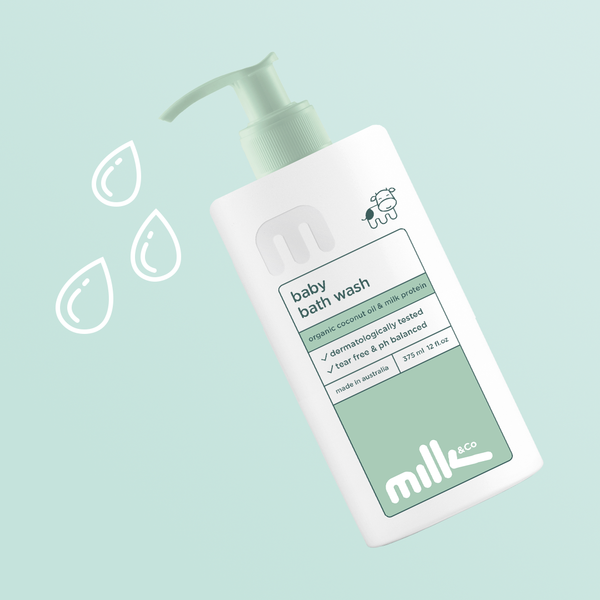 m
baby
bath wash
organic coconut oil & milk protein
✓ dermatologically tested
✓ tear free & ph balanced
made in australia
375 ml 12 fl.oz
milk &Co